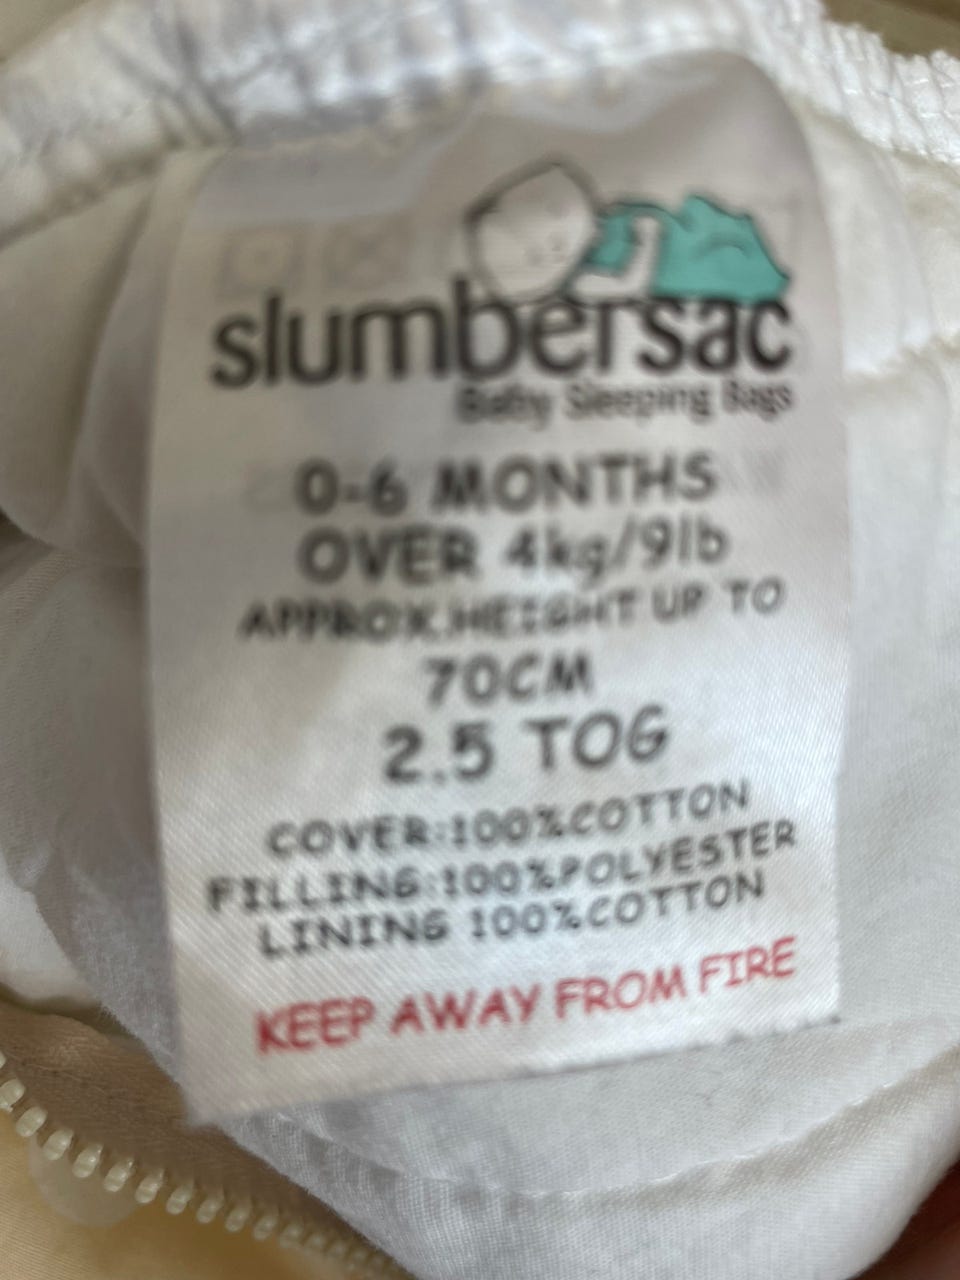 slumbersac
Baby Sleeping Bags
0-6 MONTHS
OVER 4kg/9lb
APPROX.HEIGHT UP TO
70CM
2.5 TOG
COVER:100%COTTON
FILLING:100%POLYESTER
LINING 100%COTTON
KEEP AWAY FROM FIRE